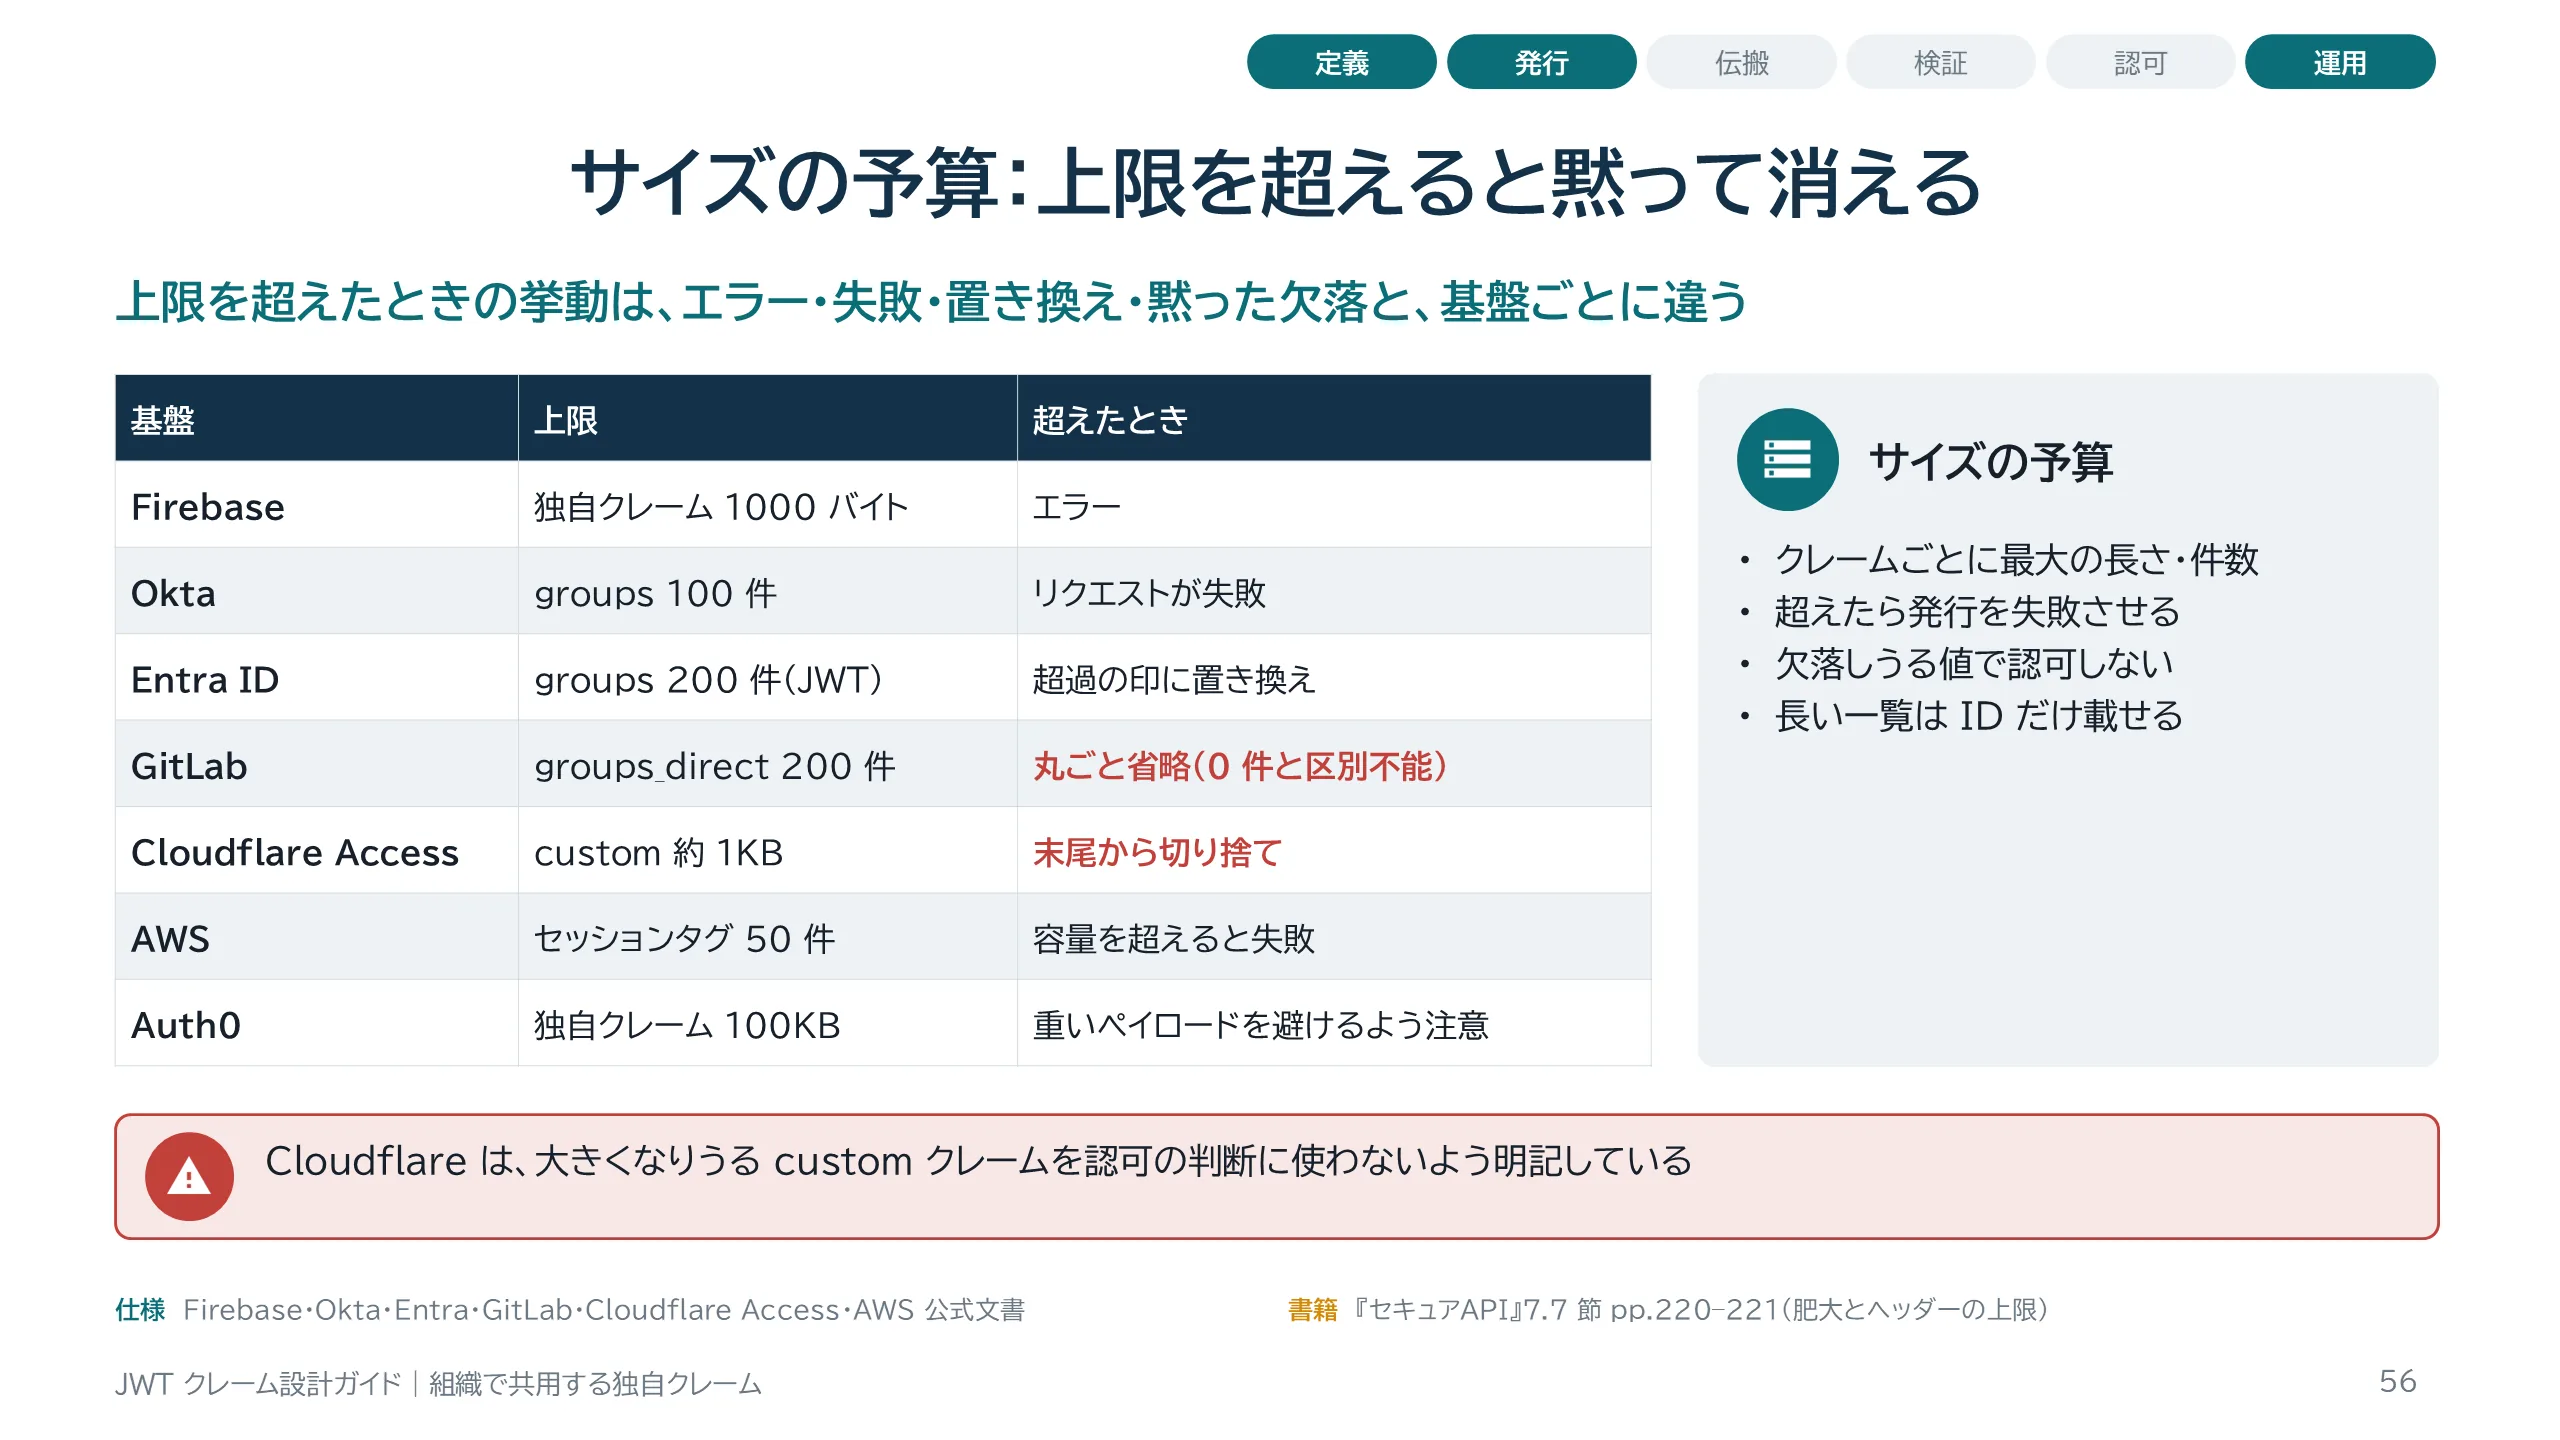 定義 発行 伝搬 検証 認可 運用
サイズの予算：上限を超えると黙って消える
上限を超えたときの挙動は、エラー・失敗・置き換え・黙った欠落と、基盤ごとに違う
基盤 上限 超えたとき
Firebase 独自クレーム 1000 バイト エラー
Okta groups 100 件 リクエストが失敗
Entra ID groups 200 件（JWT） 超過の印に置き換え
GitLab groups_direct 200 件 丸ごと省略（0 件と区別不能）
Cloudflare Access custom 約 1KB 末尾から切り捨て
AWS セッションタグ 50 件 容量を超えると失敗
Auth0 独自クレーム 100KB 重いペイロードを避けるよう注意
サイズの予算
• クレームごとに最大の長さ・件数
• 超えたら発行を失敗させる
• 欠落しうる値で認可しない
• 長い一覧は ID だけ載せる
Cloudflare は、大きくなりうる custom クレームを認可の判断に使わないよう明記している
仕様 Firebase・Okta・Entra・GitLab・Cloudflare Access・AWS 公式文書
書籍 『セキュアAPI』7.7 節 pp.220–221（肥大とヘッダーの上限）
JWT クレーム設計ガイド｜組織で共用する独自クレーム
56